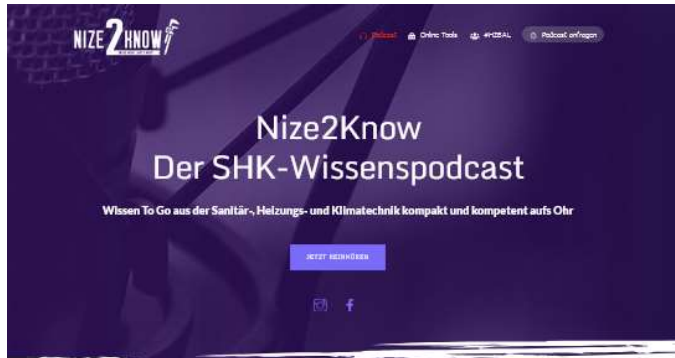 NIZE 2 KNOW
Podcast Online Tools #HZBAL Podcast anfragen
Nize2Know
Der SHK-Wissenspodcast
Wissen To Go aus der Sanitär-, Heizungs- und Klimatechnik kompakt und kompetent aufs Ohr
JETZT REINHÖREN